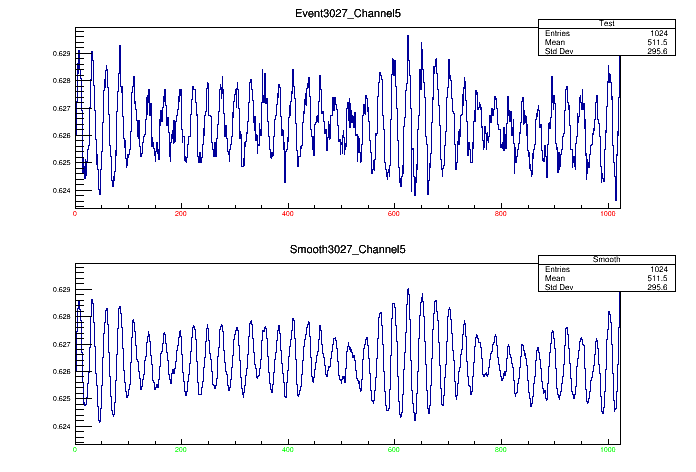 Event3027_Channel5
Test
Entries 1024
Mean 511.5
Std Dev 295.6
0.629
0.628
0.627
0.626
0.625
0.624
0 200 400 600 800 1000
Smooth3027_Channel5
Smooth
Entries 1024
Mean 511.5
Std Dev 295.6
0.629
0.628
0.627
0.626
0.625
0.624
0 200 400 600 800 1000